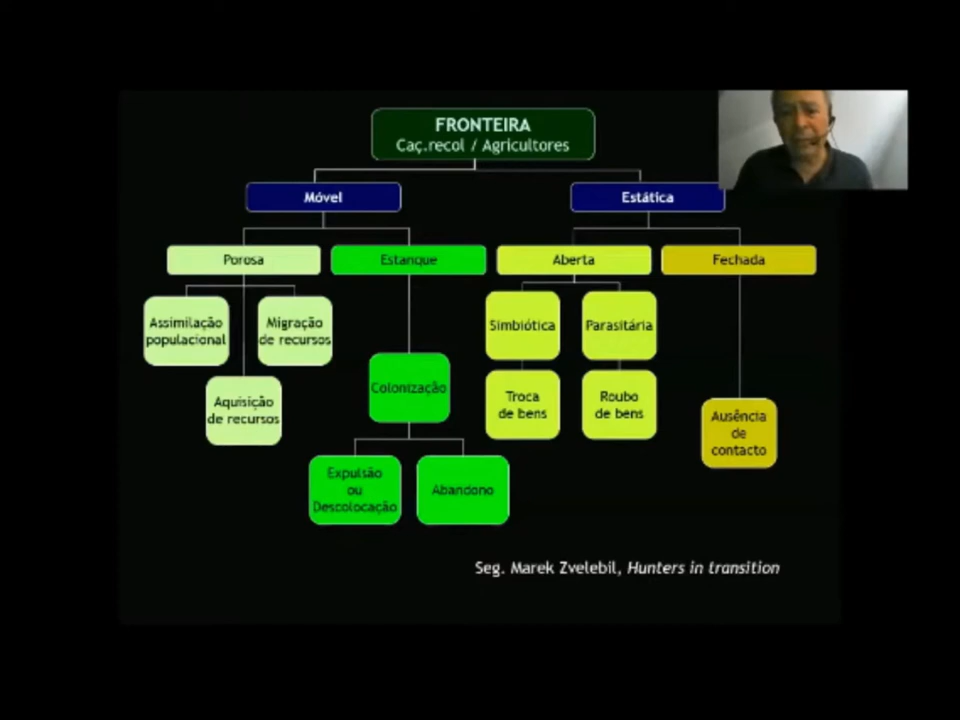 FRONTEIRA
Caç.recol / Agricultores
Móvel
Estática
Porosa
Estanque
Aberta
Fechada
Assimilação
populacional
Migração
de recursos
Simbiótica
Parasitária
Aquisição
de recursos
Colonização
Troca
de bens
Roubo
de bens
Ausência
de
contacto
Expulsão
ou
Descolocação
Abandono
Seg. Marek Zvelebil, Hunters in transition